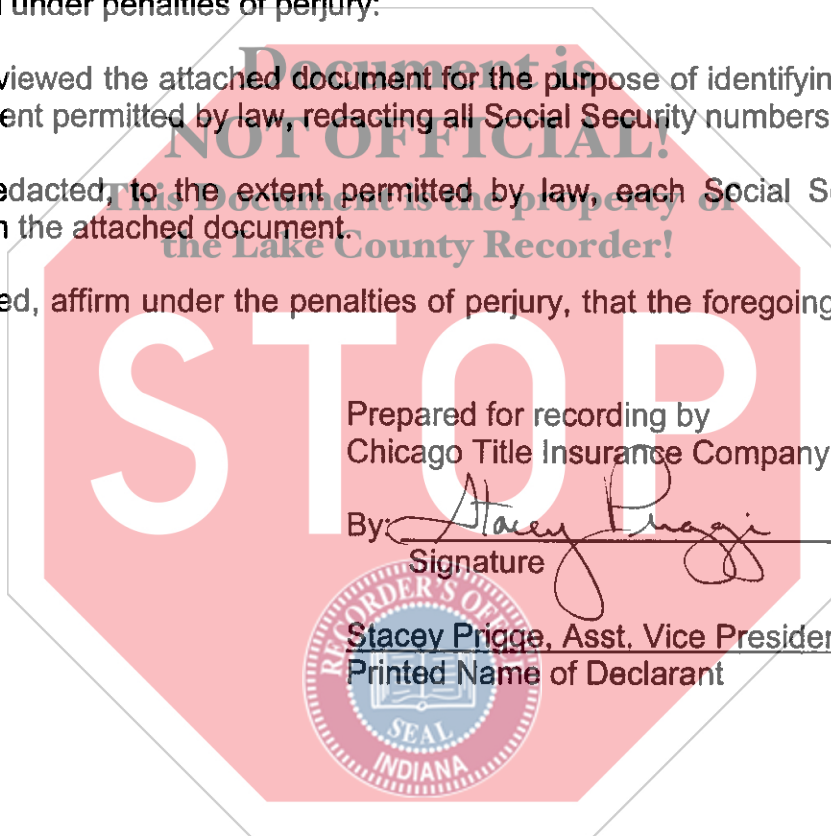 under penalties of perjury:
Document is
viewed the attached document for the purpose of identifyin
ent permitted by law, redacting all Social Security numbers
NOT OFFICIAL!
edacted, to the extent permitted by law, each Social S
This Document is the property of
n the attached document.
the Lake County Recorder!
ed, affirm under the penalties of perjury, that the foregoing
STOP
Prepared for recording by
Chicago Title Insurance Company
By: Stacey Prigge
Signature
Stacey Prigge, Asst. Vice Presiden
Printed Name of Declarant
RECORDER'S OFFICE
SEAL
INDIANA